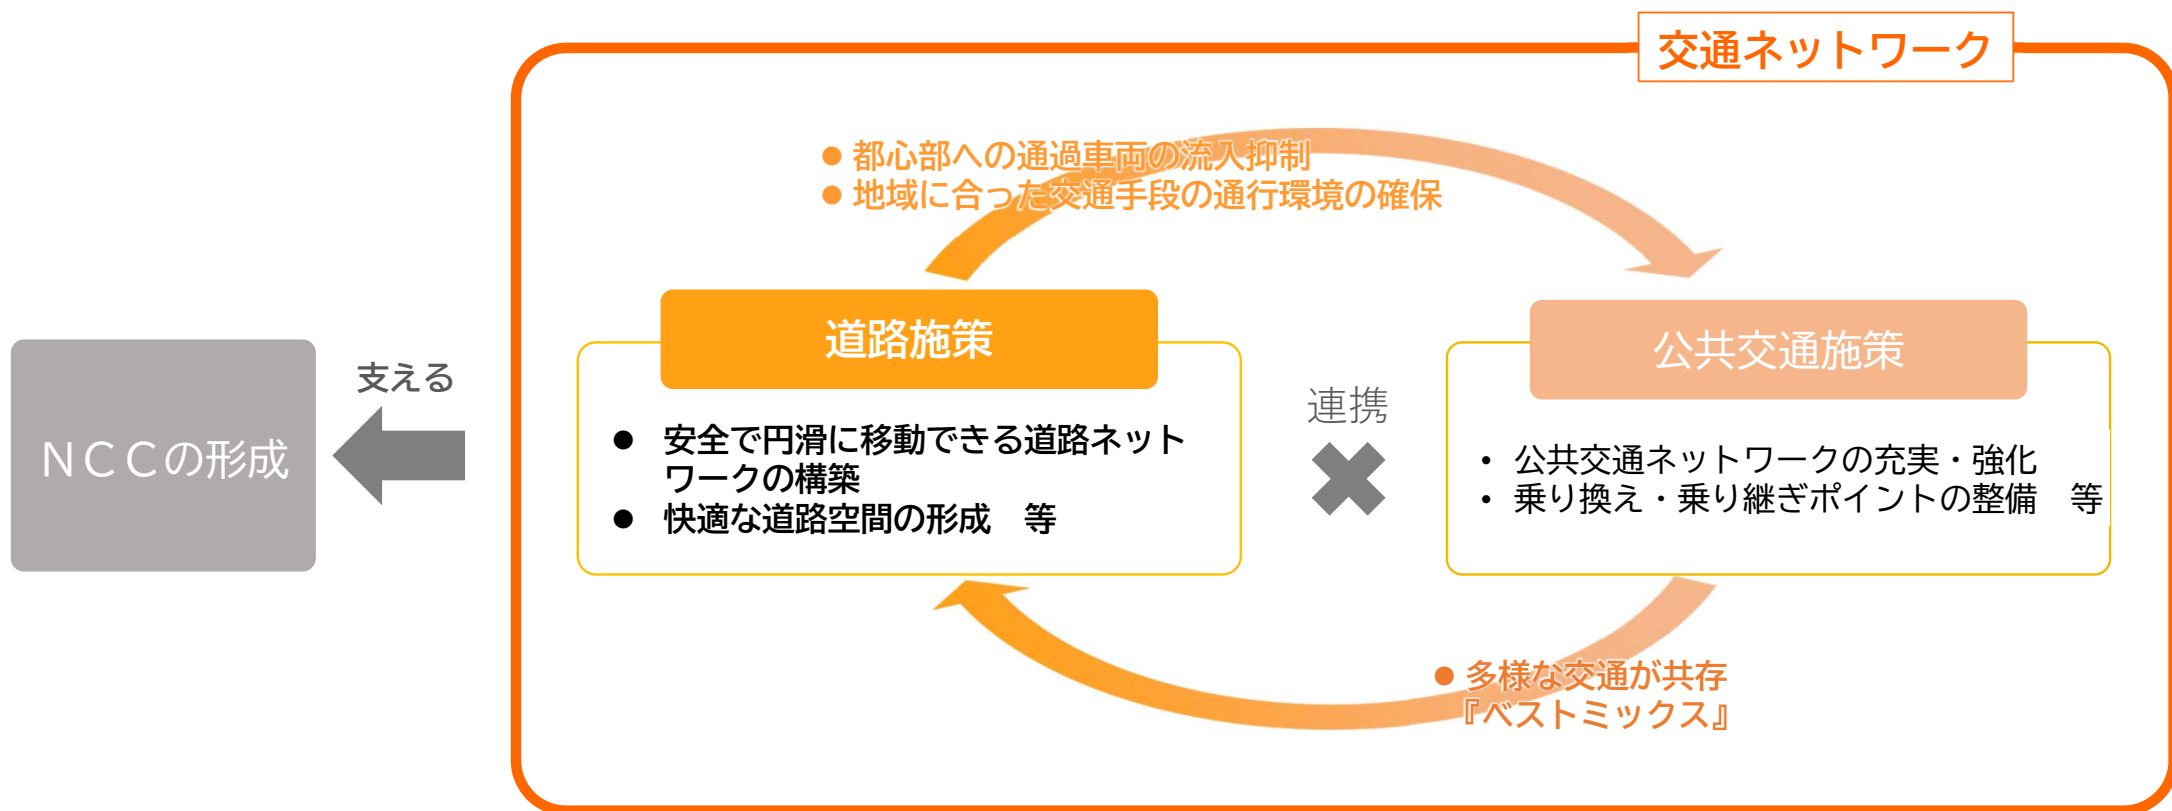 交通ネットワーク
● 都心部への通過車両の流入抑制
● 地域に合った交通手段の通行環境の確保
道路施策
公共交通施策
支える
ＮＣＣの形成
● 安全で円滑に移動できる道路ネット
ワークの構築
● 快適な道路空間の形成　等
連携
• 公共交通ネットワークの充実・強化
• 乗り換え・乗り継ぎポイントの整備　等
● 多様な交通が共存
『ベストミックス』